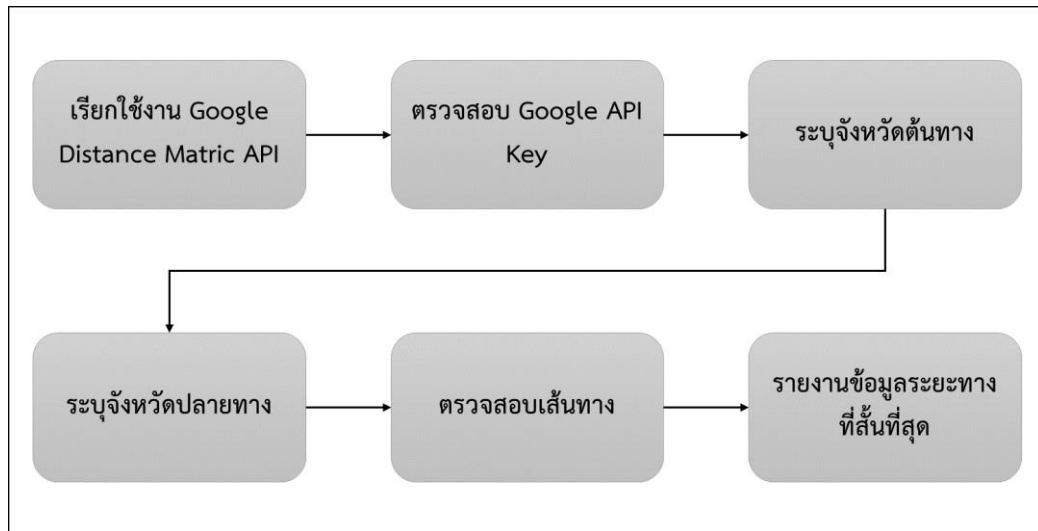 เรียกใช้งาน Google
Distance Matric API
ตรวจสอบ Google API
Key
ระบุจังหวัดต้นทาง
ระบุจังหวัดปลายทาง
ตรวจสอบเส้นทาง
รายงานข้อมูลระยะทาง
ที่สั้นที่สุด